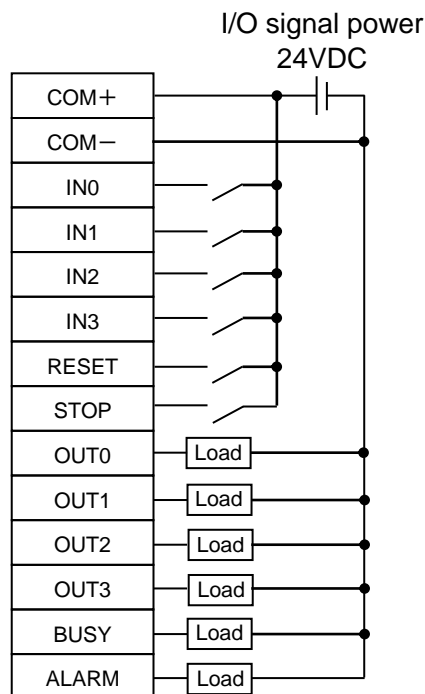 I/O signal power
24VDC
COM+
COM−
IN0
IN1
IN2
IN3
RESET
STOP
OUT0 Load
OUT1 Load
OUT2 Load
OUT3 Load
BUSY Load
ALARM Load